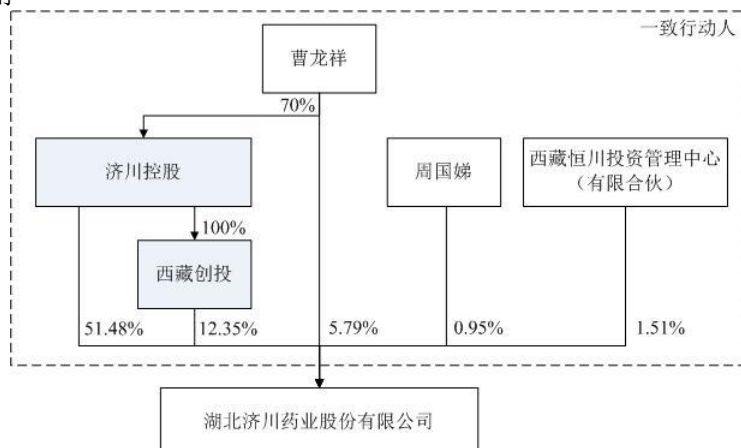 一致行动人
曹龙祥
70%
济川控股
周国娣
西藏恒川投资管理中心
（有限合伙）
100%
西藏创投
51.48%
12.35%
5.79%
0.95%
1.51%
湖北济川药业股份有限公司